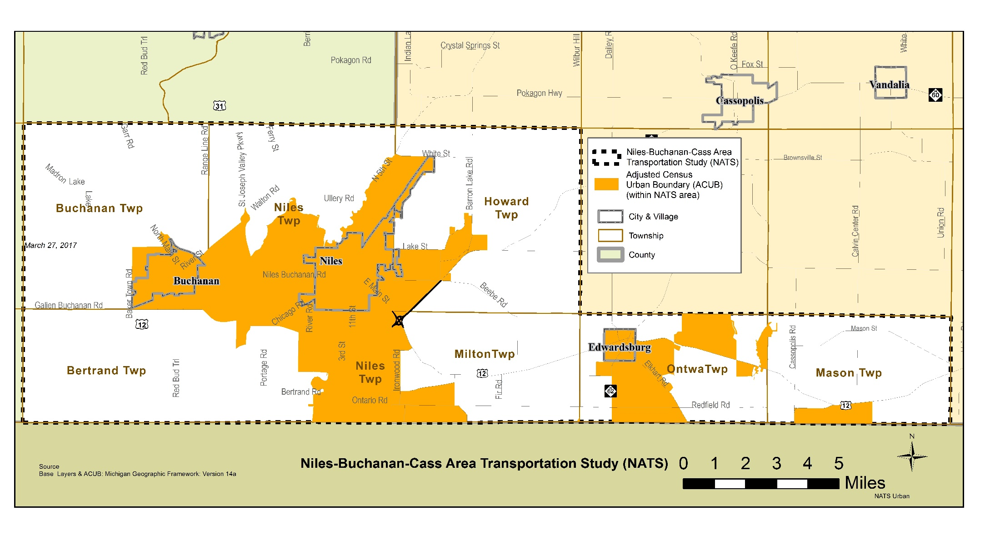 Red Bud Trl
Berri
Indian La
Crystal Springs St
Wilbur Hill
Dailey R
O Keefe Rd
White
Pokagon Rd
Fox St
Pokagon Hwy
Cassopolis
Vandalia
60
31
Garr Rd
Range Line Rd
St Joseph Valley Pkwy
Ferry St
White St
N 5th St
Barron Lake Rd
Niles-Buchanan-Cass Area
Transportation Study (NATS)
Adjusted Census
Urban Boundary (ACUB)
(within NATS area)
City & Village
Township
County
Brownsville St
Calvin Center Rd
Union Rd
Madron Lake
Lake
Buchanan Twp
Walton Rd
Ullery Rd
Niles
Twp
Howard
Twp
March 27, 2017
North Main St
River St
Lake St
Niles
Buchanan
Niles Buchanan Rd
E Main St
Beebe Rd
Baker Town Rd
Galien Buchanan Rd
Chicago Rd
River Rd
11th St
12
3rd St
Edwardsburg
Cassopolis Rd
Mason St
Bertrand Twp
Red Bud Trl
Portage Rd
Niles
Twp
Ironwood Rd
MiltonTwp
12
Elkhart Rd
OntwaTwp
Mason Twp
Bertrand Rd
Ontario Rd
Fir Rd
62
Redfield Rd
12
N
Niles-Buchanan-Cass Area Transportation Study (NATS)
0 1 2 3 4 5
Miles
Source
Base Layers & ACUB: Michigan Geographic Framework: Version 14a
NATS Urban